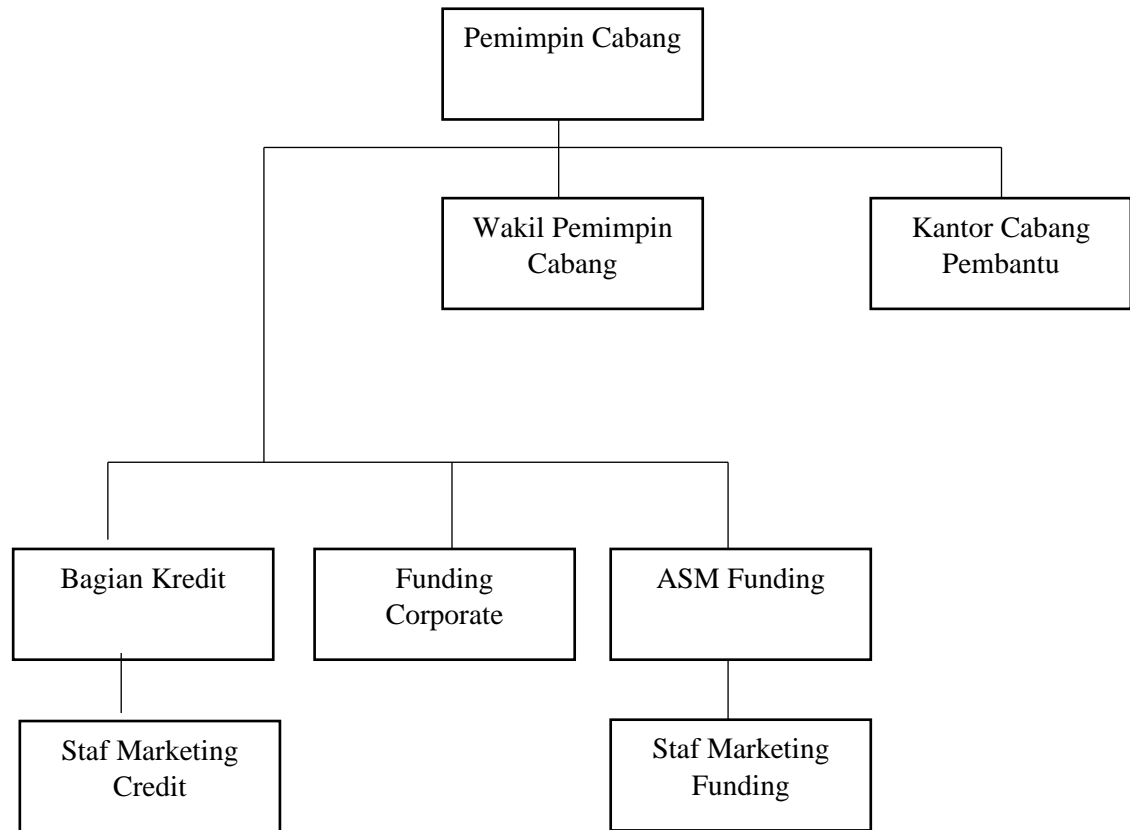 Pemimpin Cabang
Wakil Pemimpin
Cabang
Kantor Cabang
Pembantu
Bagian Kredit
Funding
Corporate
ASM Funding
Staf Marketing
Credit
Staf Marketing
Funding